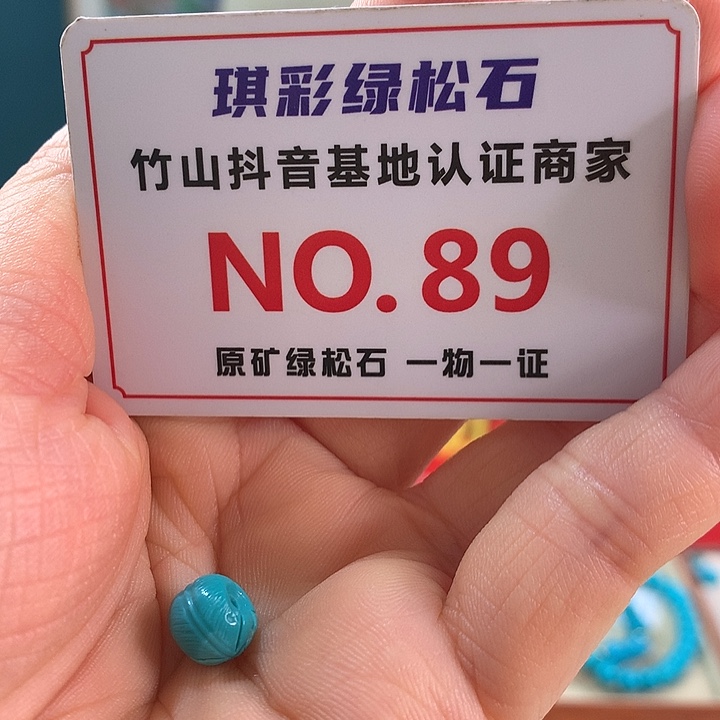 琪彩绿松石
竹山抖音基地认证商家
NO.89
原矿绿松石 一物一证